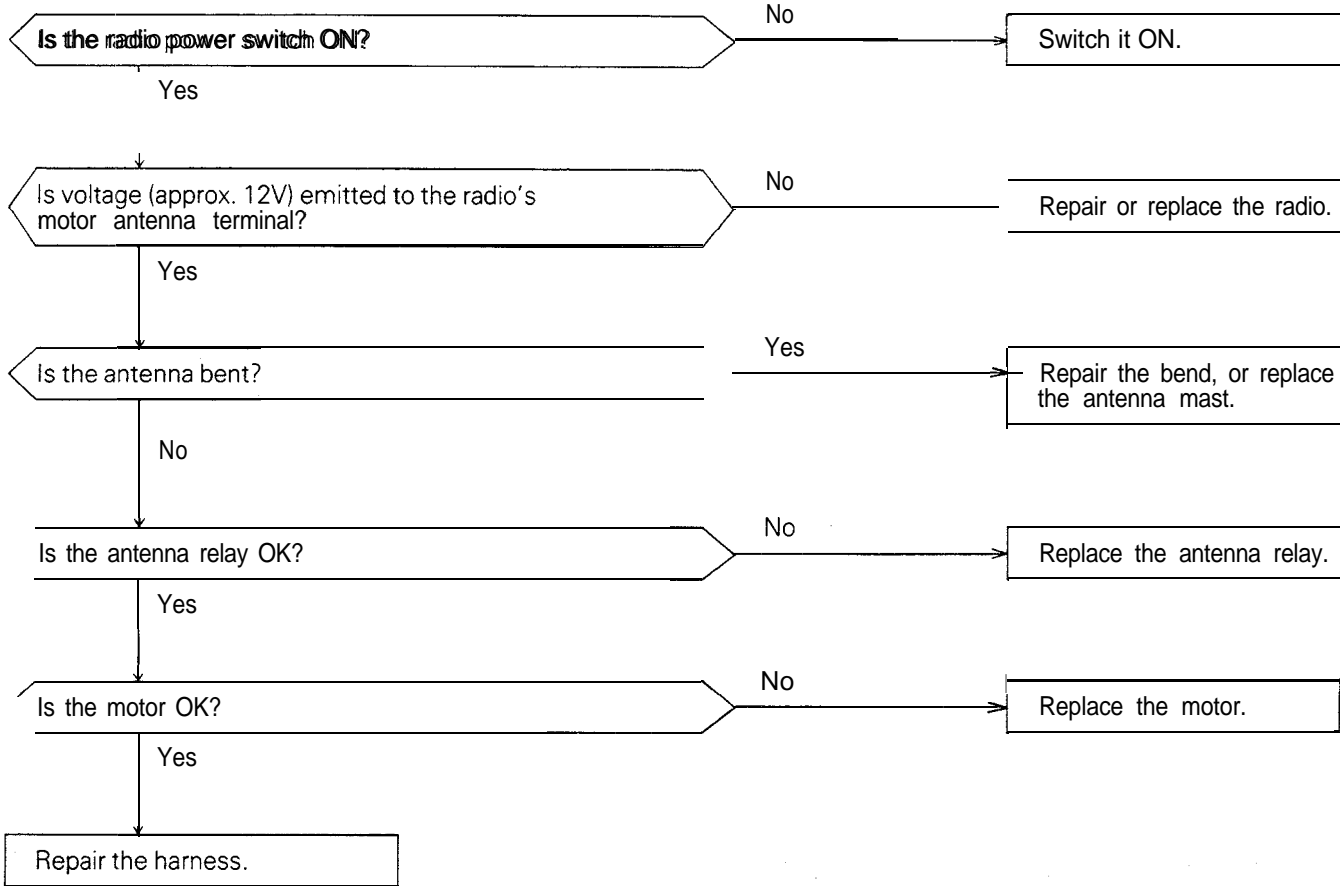 Is the radio power switch ON?
No
Switch it ON.
Yes
Is voltage (approx. 12V) emitted to the radio's
motor antenna terminal?
No
Repair or replace the radio.
Yes
Is the antenna bent?
Yes
Repair the bend, or replace
the antenna mast.
No
Is the antenna relay OK?
No
Replace the antenna relay.
Yes
Is the motor OK?
No
Replace the motor.
Yes
Repair the harness.